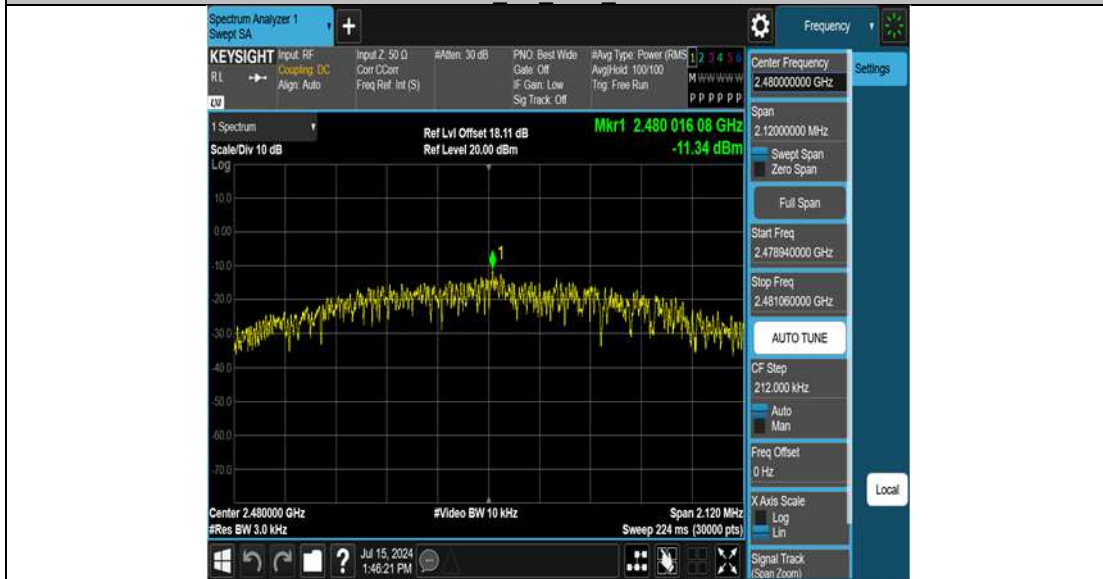 Spectrum Analyzer 1
Swept SA
+
Frequency
KEYSIGHT
RL
Input: RF
Coupling: DC
Align: Auto
Input Z: 50 Ω
Corr CCorr
Freq Ref: Int (S)
#Atten: 30 dB
PNO: Best Wide
Gate: Off
IF Gain: Low
Sig Track: Off
#Avg Type: Power (RMS
Avg|Hold: 100/100
Trig: Free Run
1 2 3 4 5 6
M W W W W W
P P P P P P
1 Spectrum
Scale/Div 10 dB
Log
Ref Lvl Offset 18.11 dB
Ref Level 20.00 dBm
Mkr1 2.480 016 08 GHz
-11.34 dBm
1
10.0
0.00
-10.0
-20.0
-30.0
-40.0
-50.0
-60.0
-70.0
Center 2.480000 GHz
#Res BW 3.0 kHz
#Video BW 10 kHz
Span 2.120 MHz
Sweep 224 ms (30000 pts)
?
Jul 15, 2024
1:46:21 PM
Center Frequency
2.480000000 GHz
Span
2.12000000 MHz
Swept Span
Zero Span
Full Span
Start Freq
2.478940000 GHz
Stop Freq
2.481060000 GHz
AUTO TUNE
CF Step
212.000 kHz
Auto
Man
Freq Offset
0 Hz
X Axis Scale
Log
Lin
Signal Track
(Span Zoom)
Settings
Local